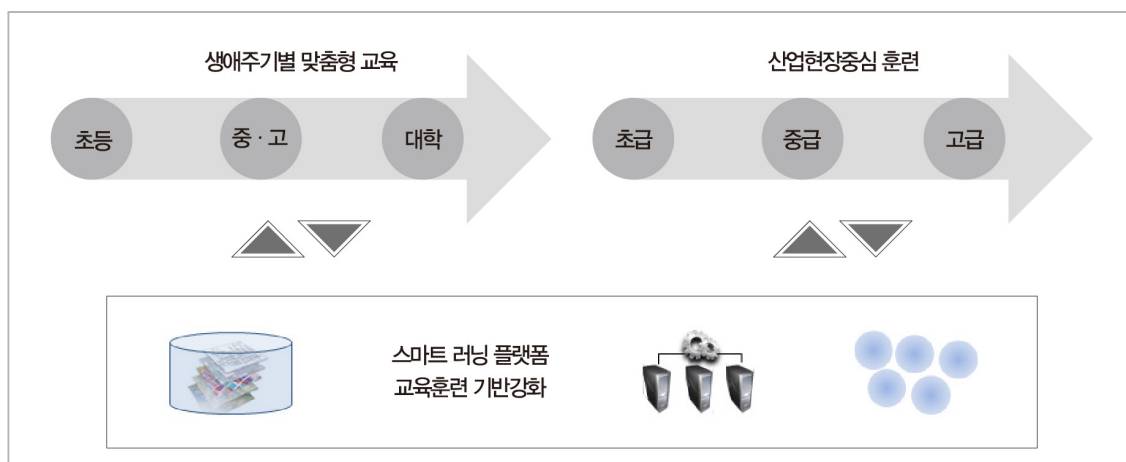 생애주기별 맞춤형 교육
산업현장중심 훈련
초등
중 · 고
대학
초급
중급
고급
스마트 러닝 플랫폼
교육훈련 기반강화